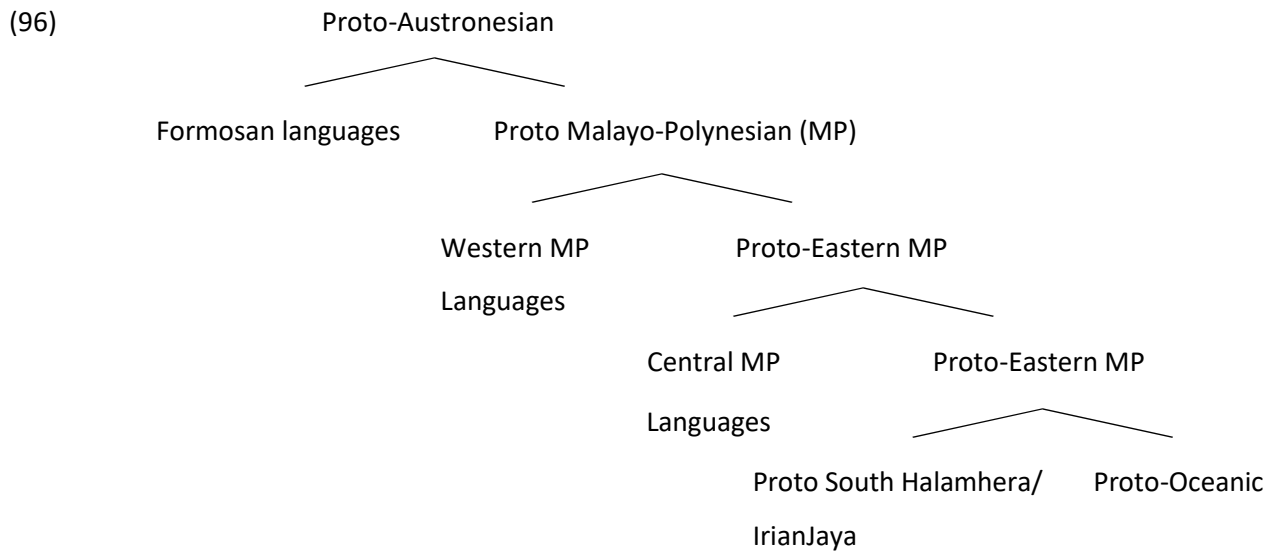 (96) Proto-Austronesian
Formosan languages Proto Malayo-Polynesian (MP)
Western MP Proto-Eastern MP
Languages
Central MP Proto-Eastern MP
Languages
Proto South Halamhera/ Proto-Oceanic
IrianJaya